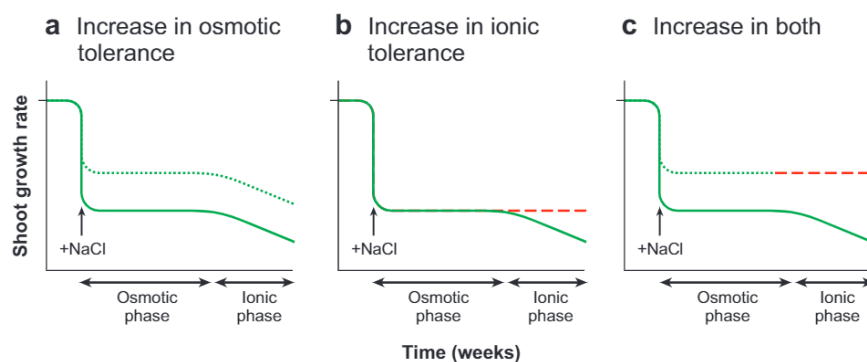 a Increase in osmotic
tolerance
b Increase in ionic
tolerance
c Increase in both
Shoot growth rate
+NaCl
Osmotic
phase
Ionic
phase
+NaCl
Osmotic
phase
Ionic
phase
+NaCl
Osmotic
phase
Ionic
phase
Time (weeks)